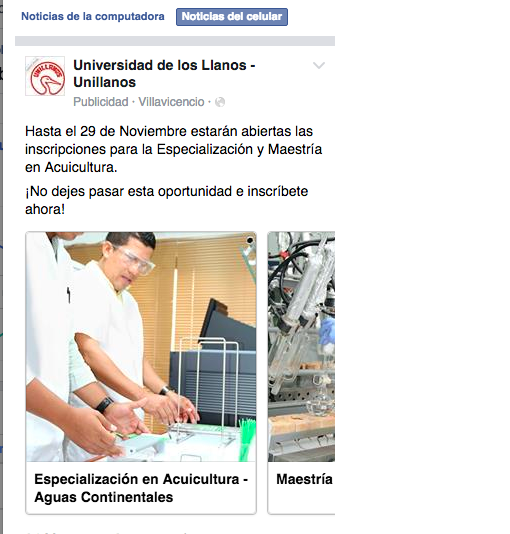 Noticias de la computadora
Noticias del celular
UNILLANOS
Universidad de los Llanos -
Unillanos
Publicidad · Villavicencio ·
Hasta el 29 de Noviembre estarán abiertas las
inscripciones para la Especialización y Maestría
en Acuicultura.
¡No dejes pasar esta oportunidad e inscríbete
ahora!
Especialización en Acuicultura -
Aguas Continentales
Maestría